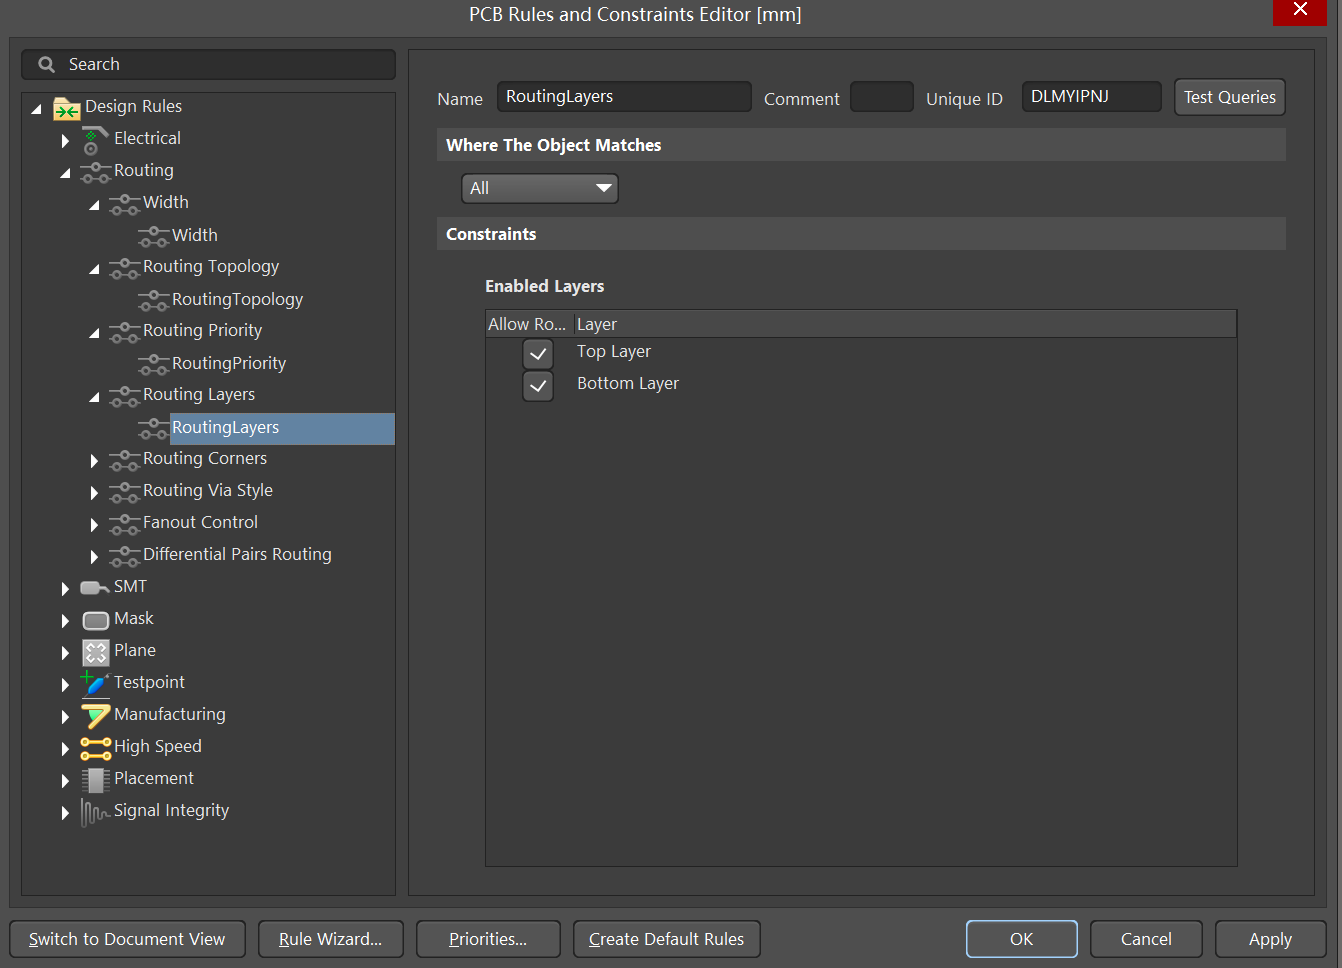 PCB Rules and Constraints Editor [mm]
Search
Design Rules
Electrical
Routing
Width
Width
Routing Topology
RoutingTopology
Routing Priority
RoutingPriority
Routing Layers
RoutingLayers
Routing Corners
Routing Via Style
Fanout Control
Differential Pairs Routing
SMT
Mask
Plane
Testpoint
Manufacturing
High Speed
Placement
Signal Integrity
Name RoutingLayers Comment Unique ID DLMYIPNJ Test Queries
Where The Object Matches
All
Constraints
Enabled Layers
Allow Ro... Layer
Top Layer
Bottom Layer
Switch to Document View Rule Wizard... Priorities... Create Default Rules OK Cancel Apply